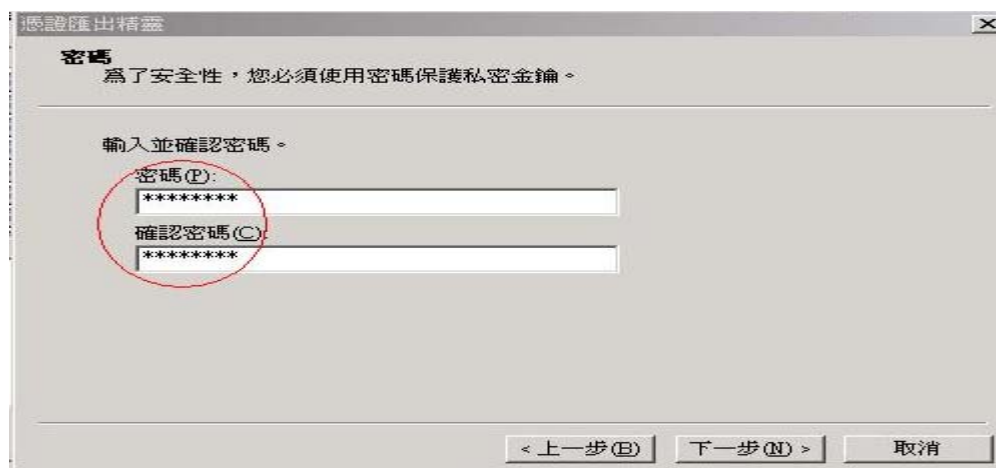 憑證匯出精靈
密碼
為了安全性，您必須使用密碼保護私密金鑰。
輸入並確認密碼。
密碼(P):
********
確認密碼(C):
********
< 上一步(B)
下一步(N) >
取消